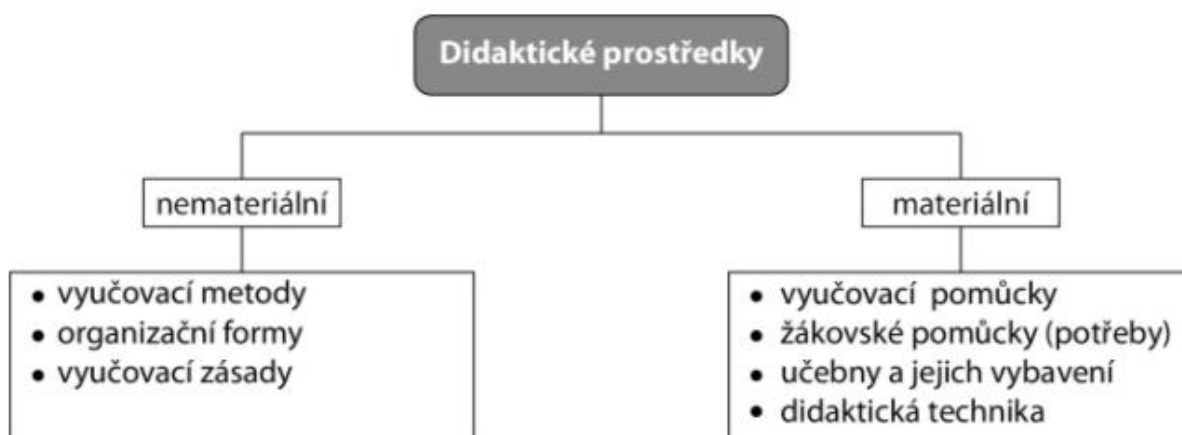 Didaktické prostředky
nemateriální
materiální
• vyučovací metody
• organizační formy
• vyučovací zásady
• vyučovací pomůcky
• žákovské pomůcky (potřeby)
• učebny a jejich vybavení
• didaktická technika